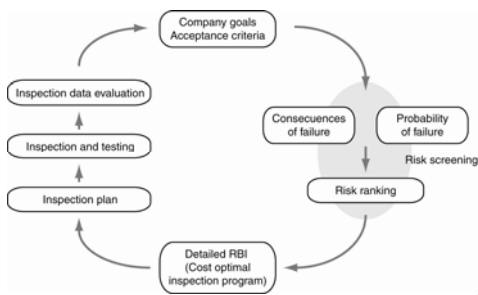 Company goals
Acceptance criteria
Inspection data evaluation
Consecuences
of failure
Probability
of failure
Inspection and testing
Risk screening
Risk ranking
Inspection plan
Detailed RBI
(Cost optimal
inspection program)